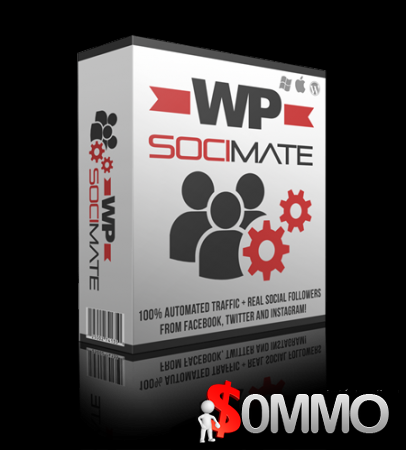 WP
SOCIMATE
100% AUTOMATED TRAFFIC + REAL SOCIAL FOLLOWERS
FROM FACEBOOK, TWITTER AND INSTAGRAM!
WP
SOCIMATE
$0MMO